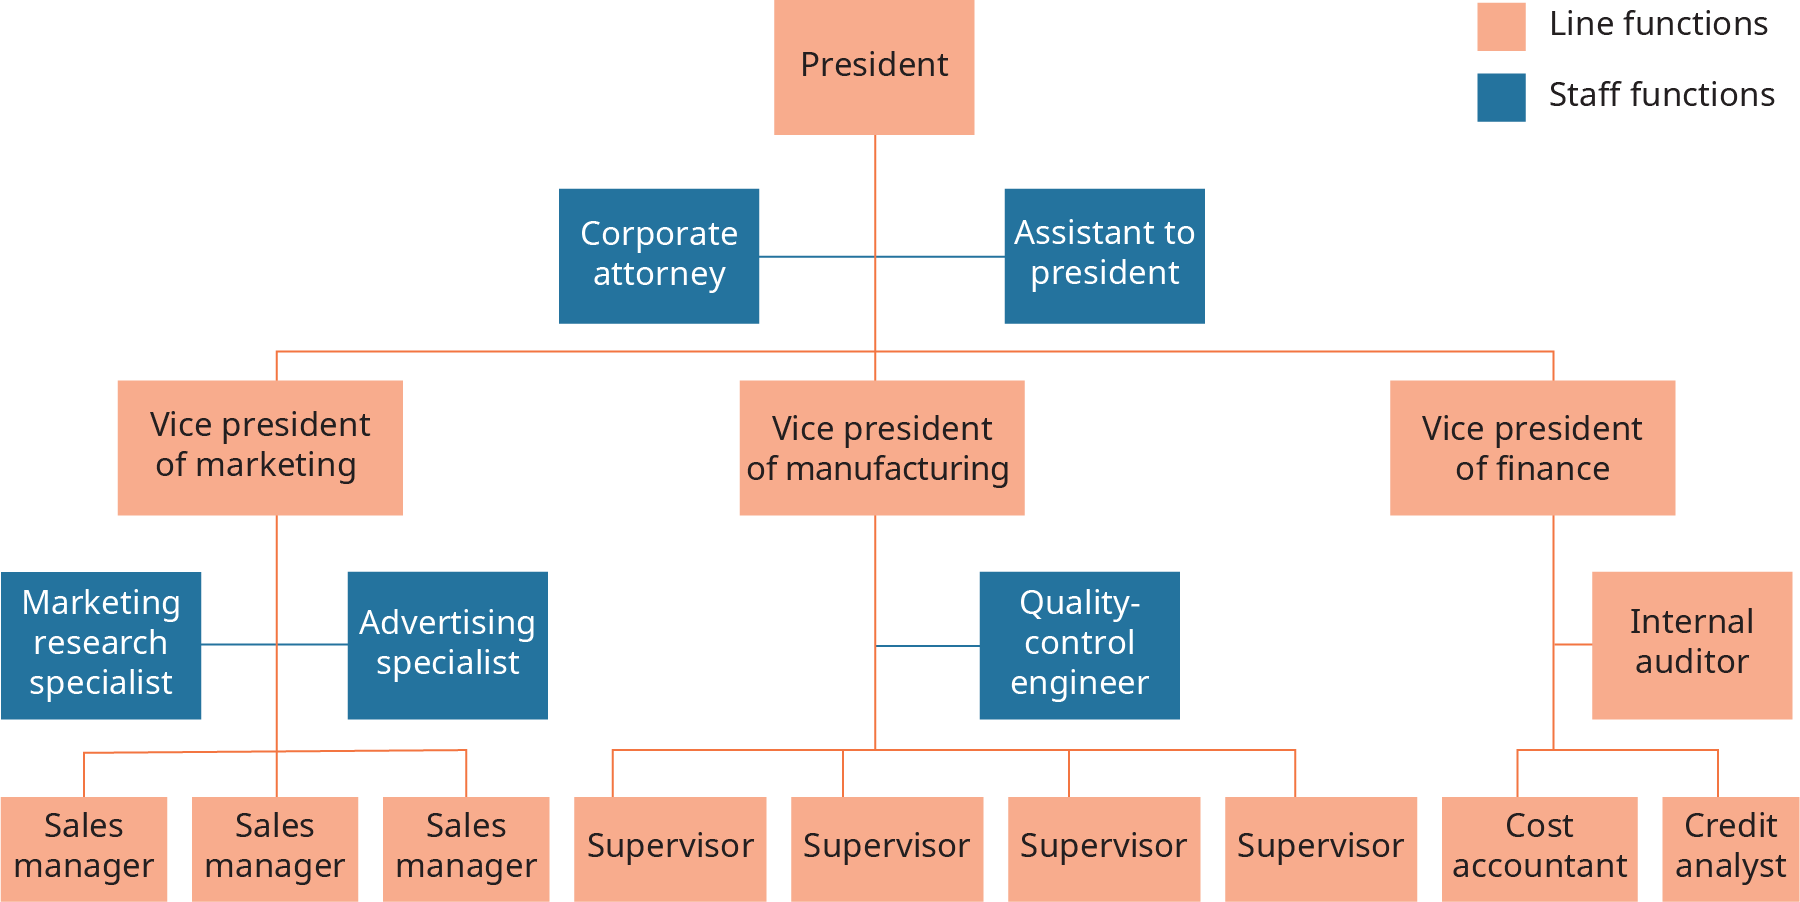 President
Line functions
Staff functions
Corporate
attorney
Assistant to
president
Vice president
of marketing
Vice president
of manufacturing
Vice president
of finance
Marketing
research
specialist
Advertising
specialist
Quality-
control
engineer
Internal
auditor
Sales
manager
Sales
manager
Sales
manager
Supervisor
Supervisor
Supervisor
Supervisor
Cost
accountant
Credit
analyst